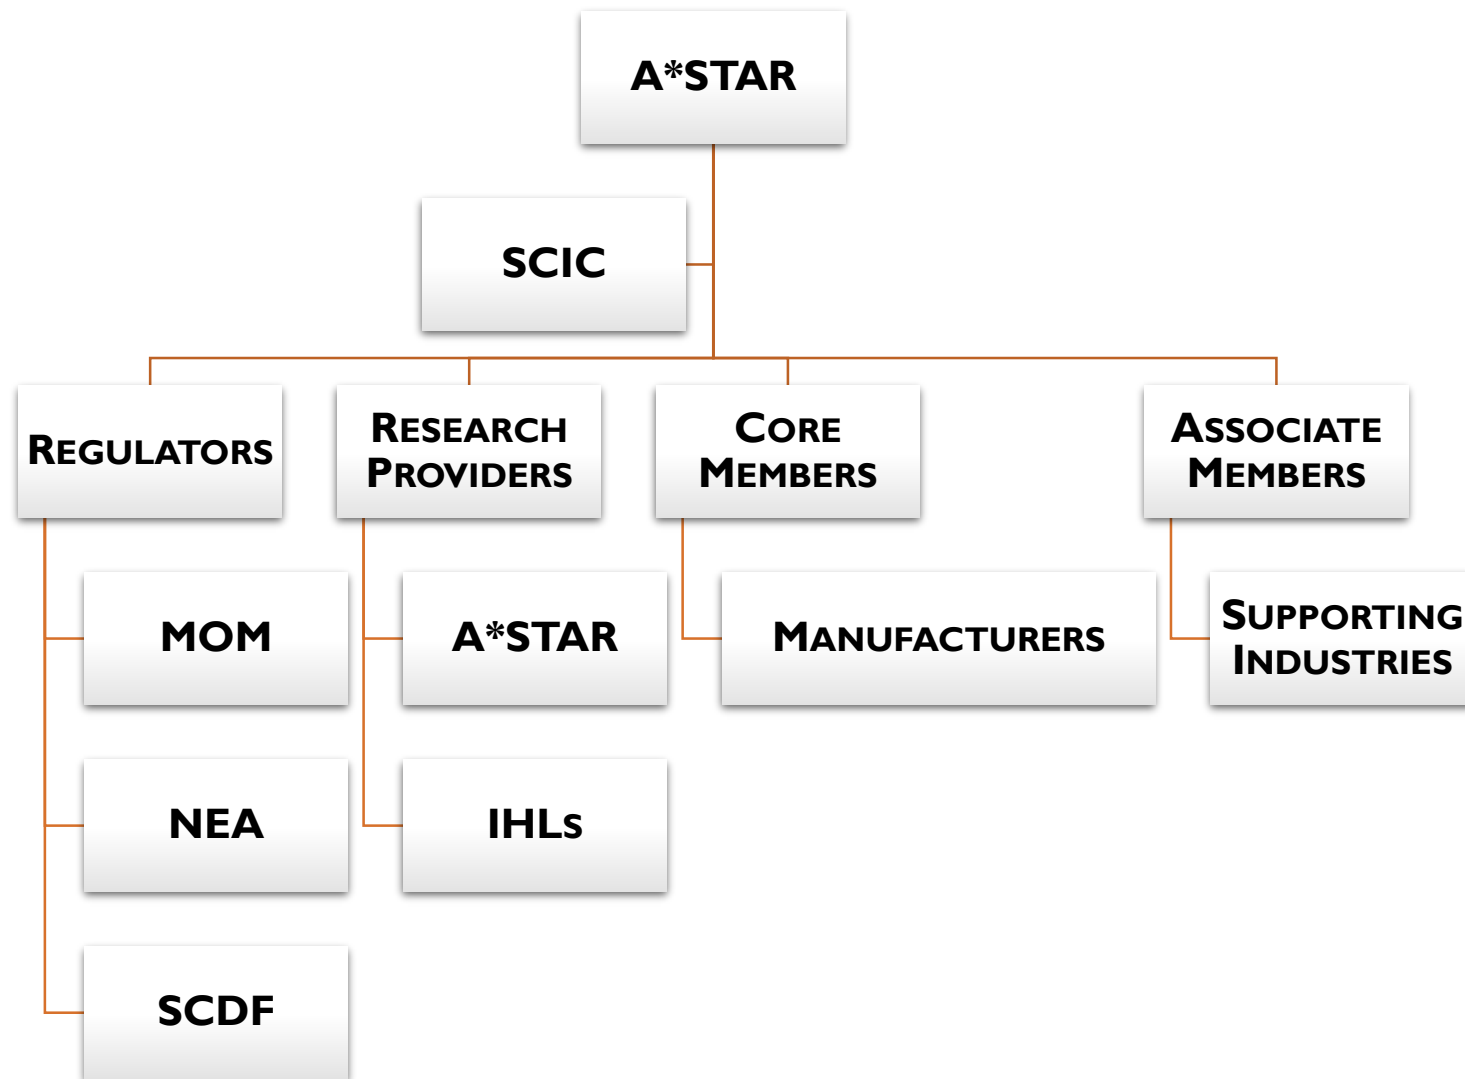 A*STAR
SCIC
REGULATORS
RESEARCH
PROVIDERS
CORE
MEMBERS
ASSOCIATE
MEMBERS
MOM
A*STAR
MANUFACTURERS
SUPPORTING
INDUSTRIES
NEA
IHLS
SCDF